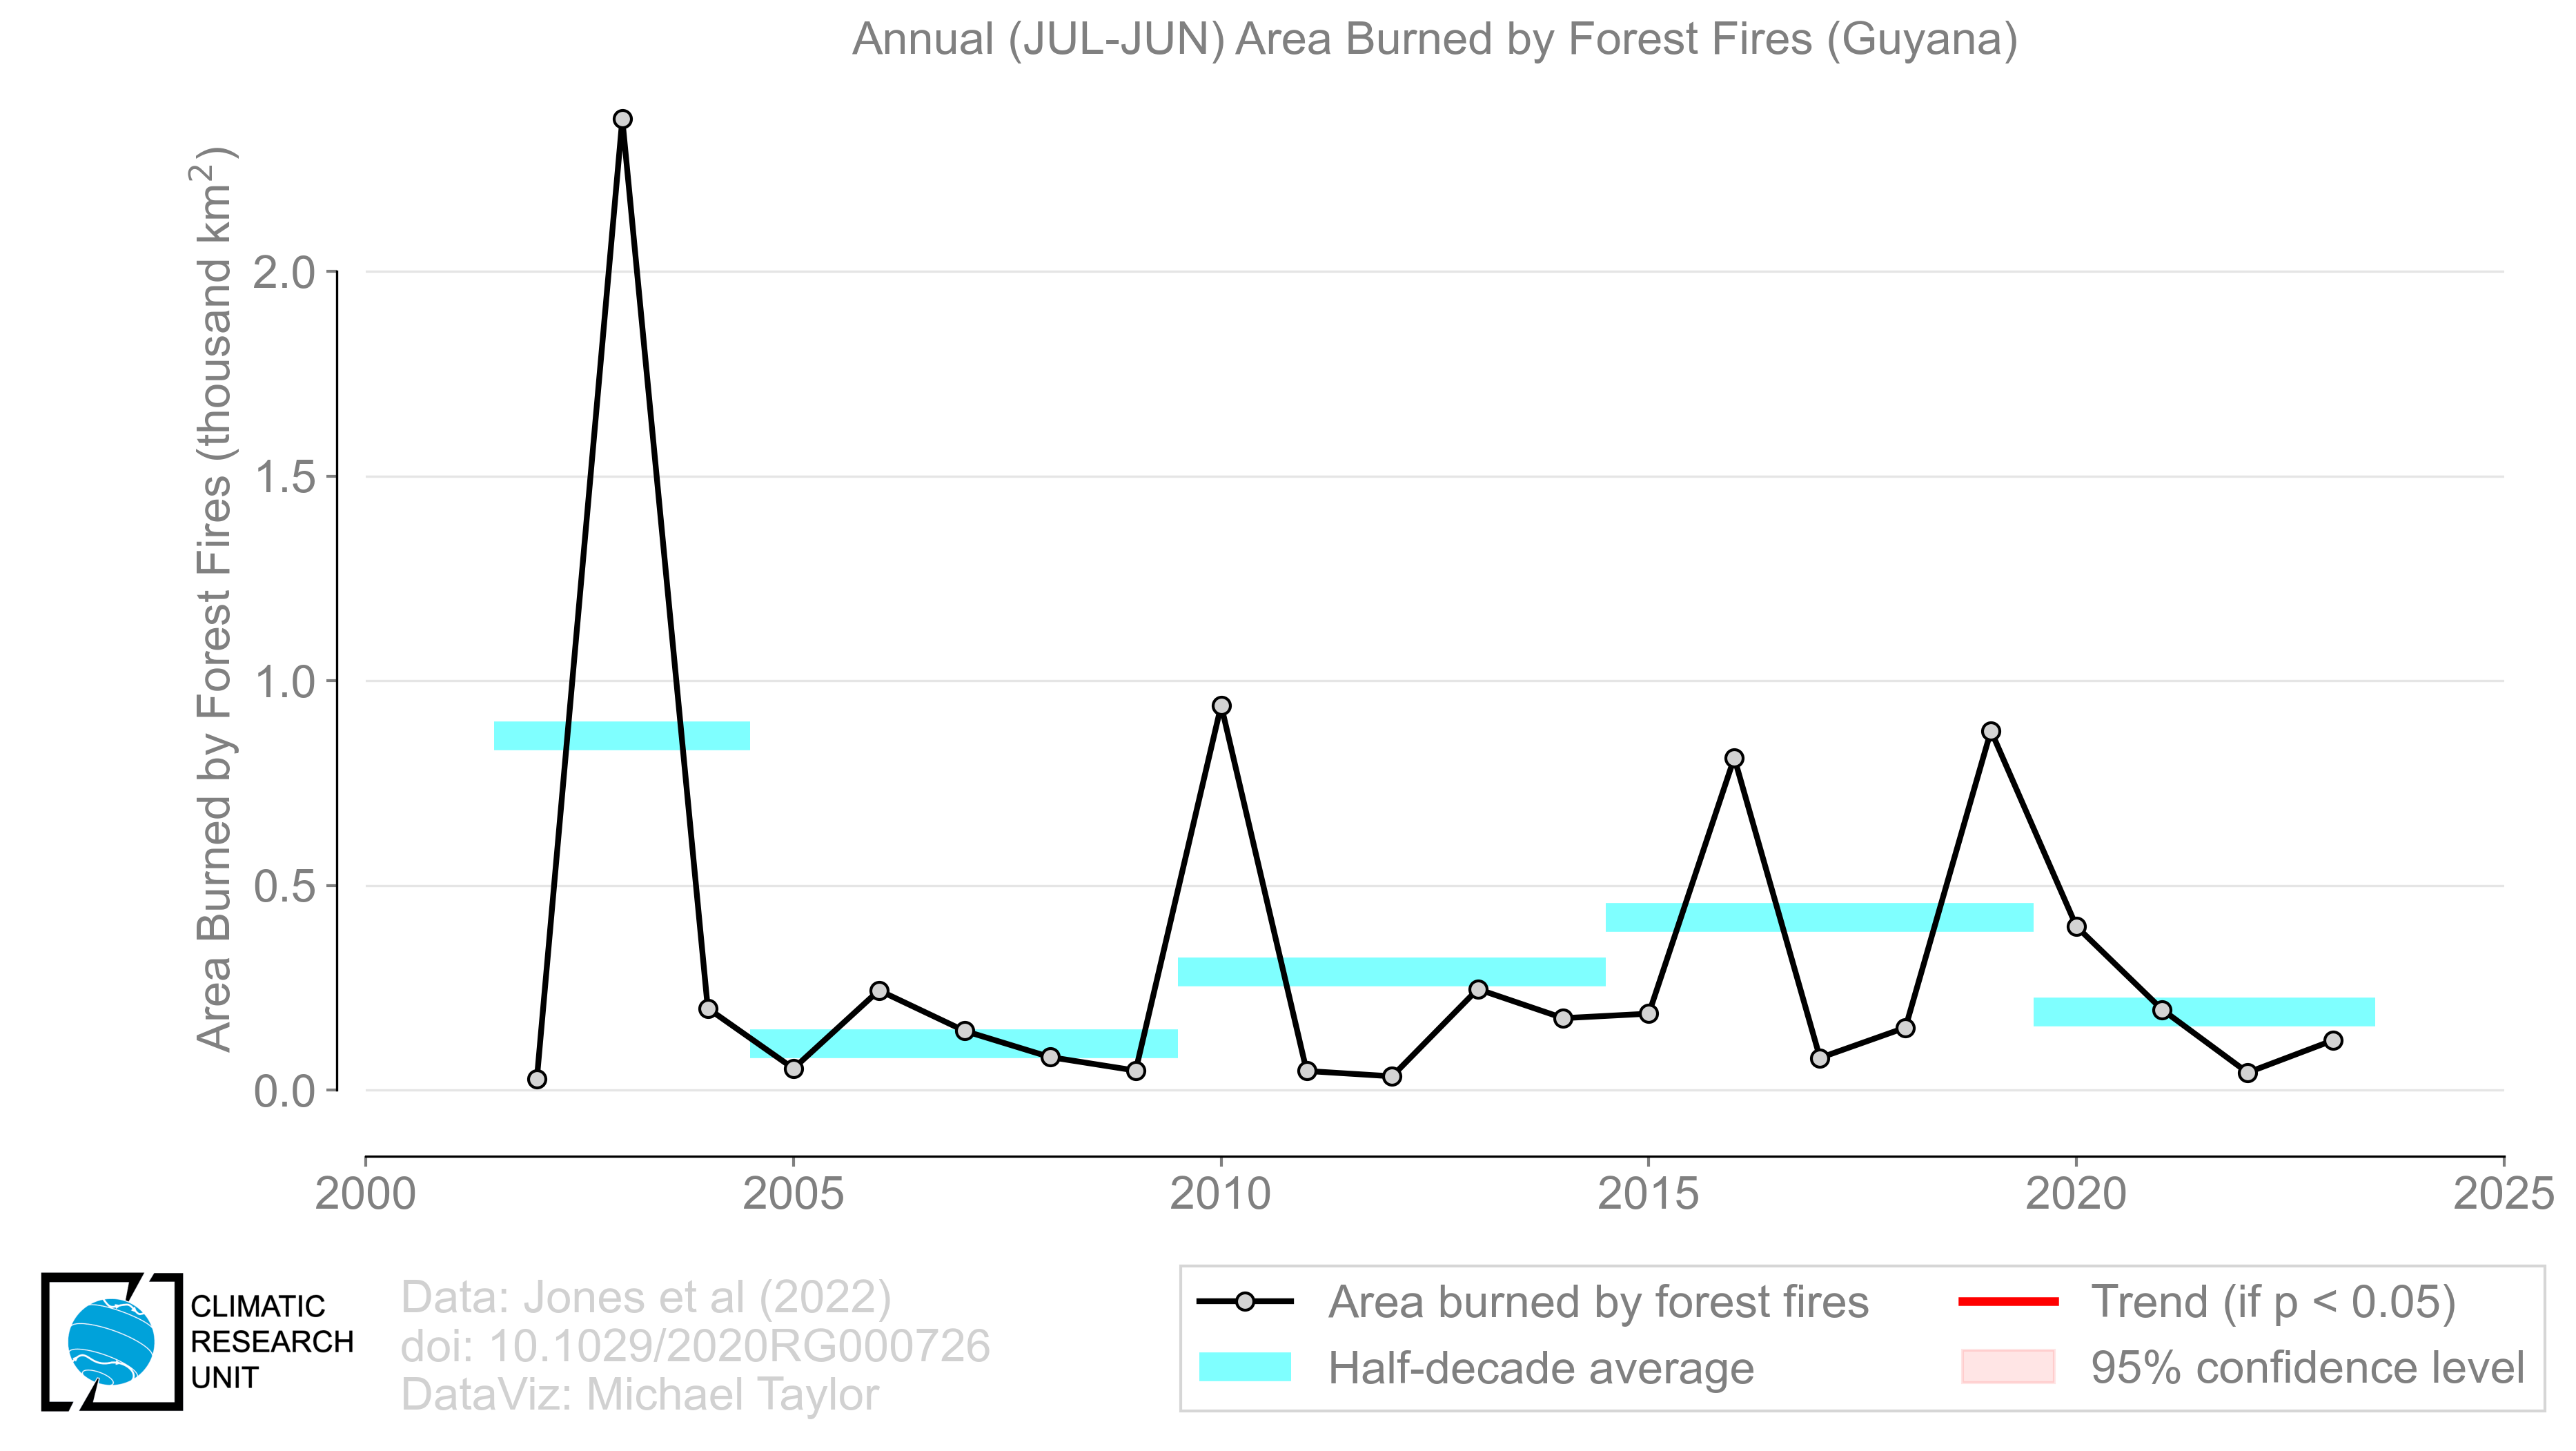 Annual (JUL-JUN) Area Burned by Forest Fires (Guyana)
Area Burned by Forest Fires (thousand km²)
2.0
1.5
1.0
0.5
0.0
2000 2005 2010 2015 2020 2025
CLIMATIC
RESEARCH
UNIT
Data: Jones et al (2022)
doi: 10.1029/2020RG000726
DataViz: Michael Taylor
Area burned by forest fires
Half-decade average
Trend (if p < 0.05)
95% confidence level